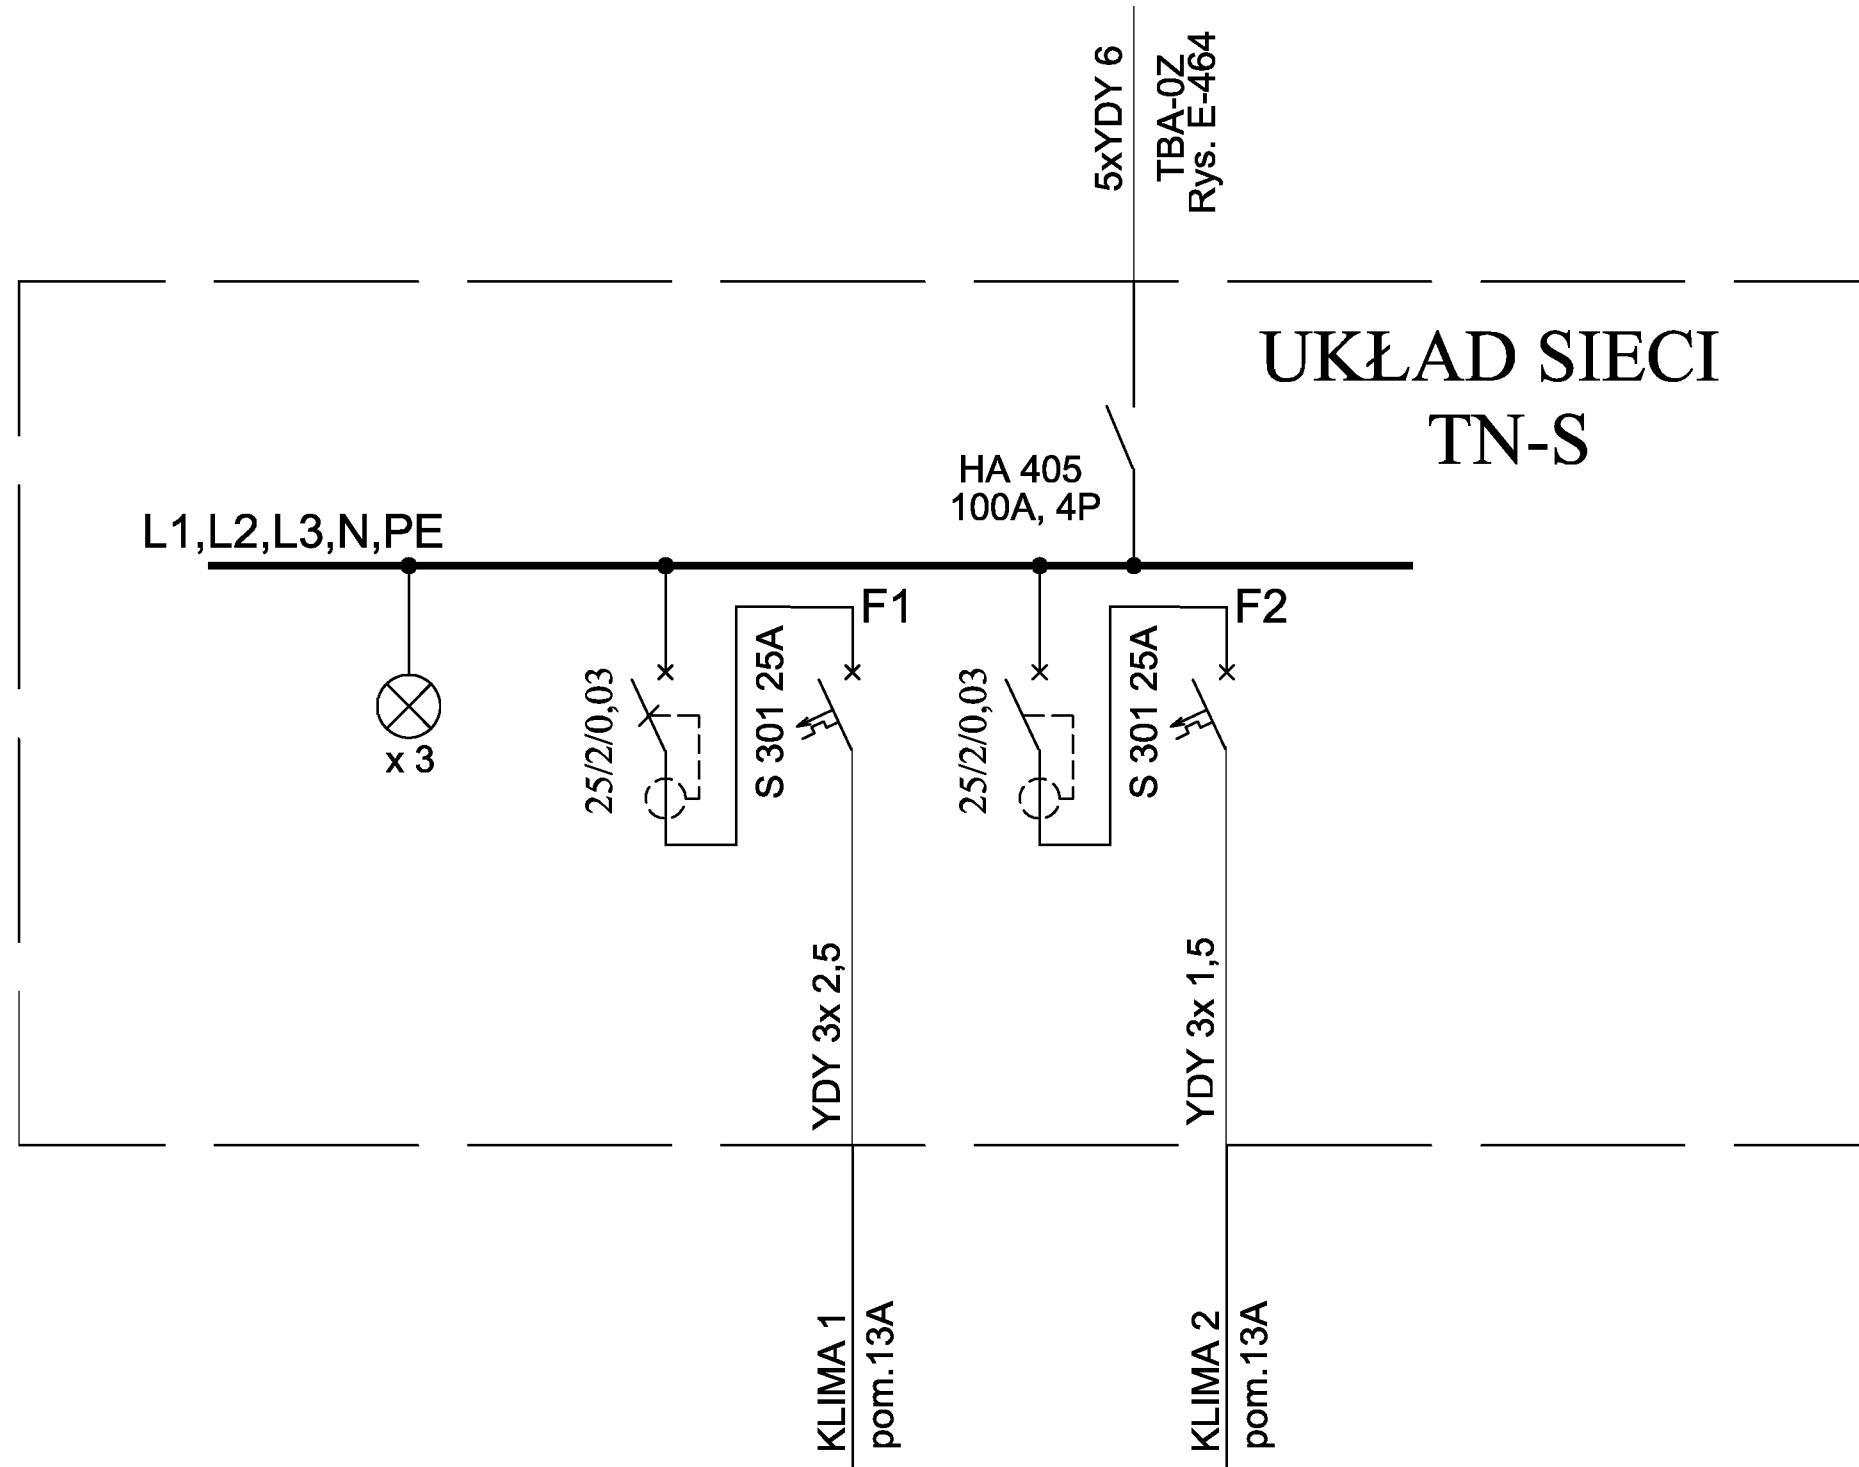 5xYDY 6
TBA-0Z
Rys. E-464
UKŁAD SIECI
TN-S
HA 405
100A, 4P
L1,L2,L3,N,PE
x 3
25/2/0,03
S 301 25A
F1
25/2/0,03
S 301 25A
F2
YDY 3x 2,5
YDY 3x 1,5
KLIMA 1
pom.13A
KLIMA 2
pom.13A